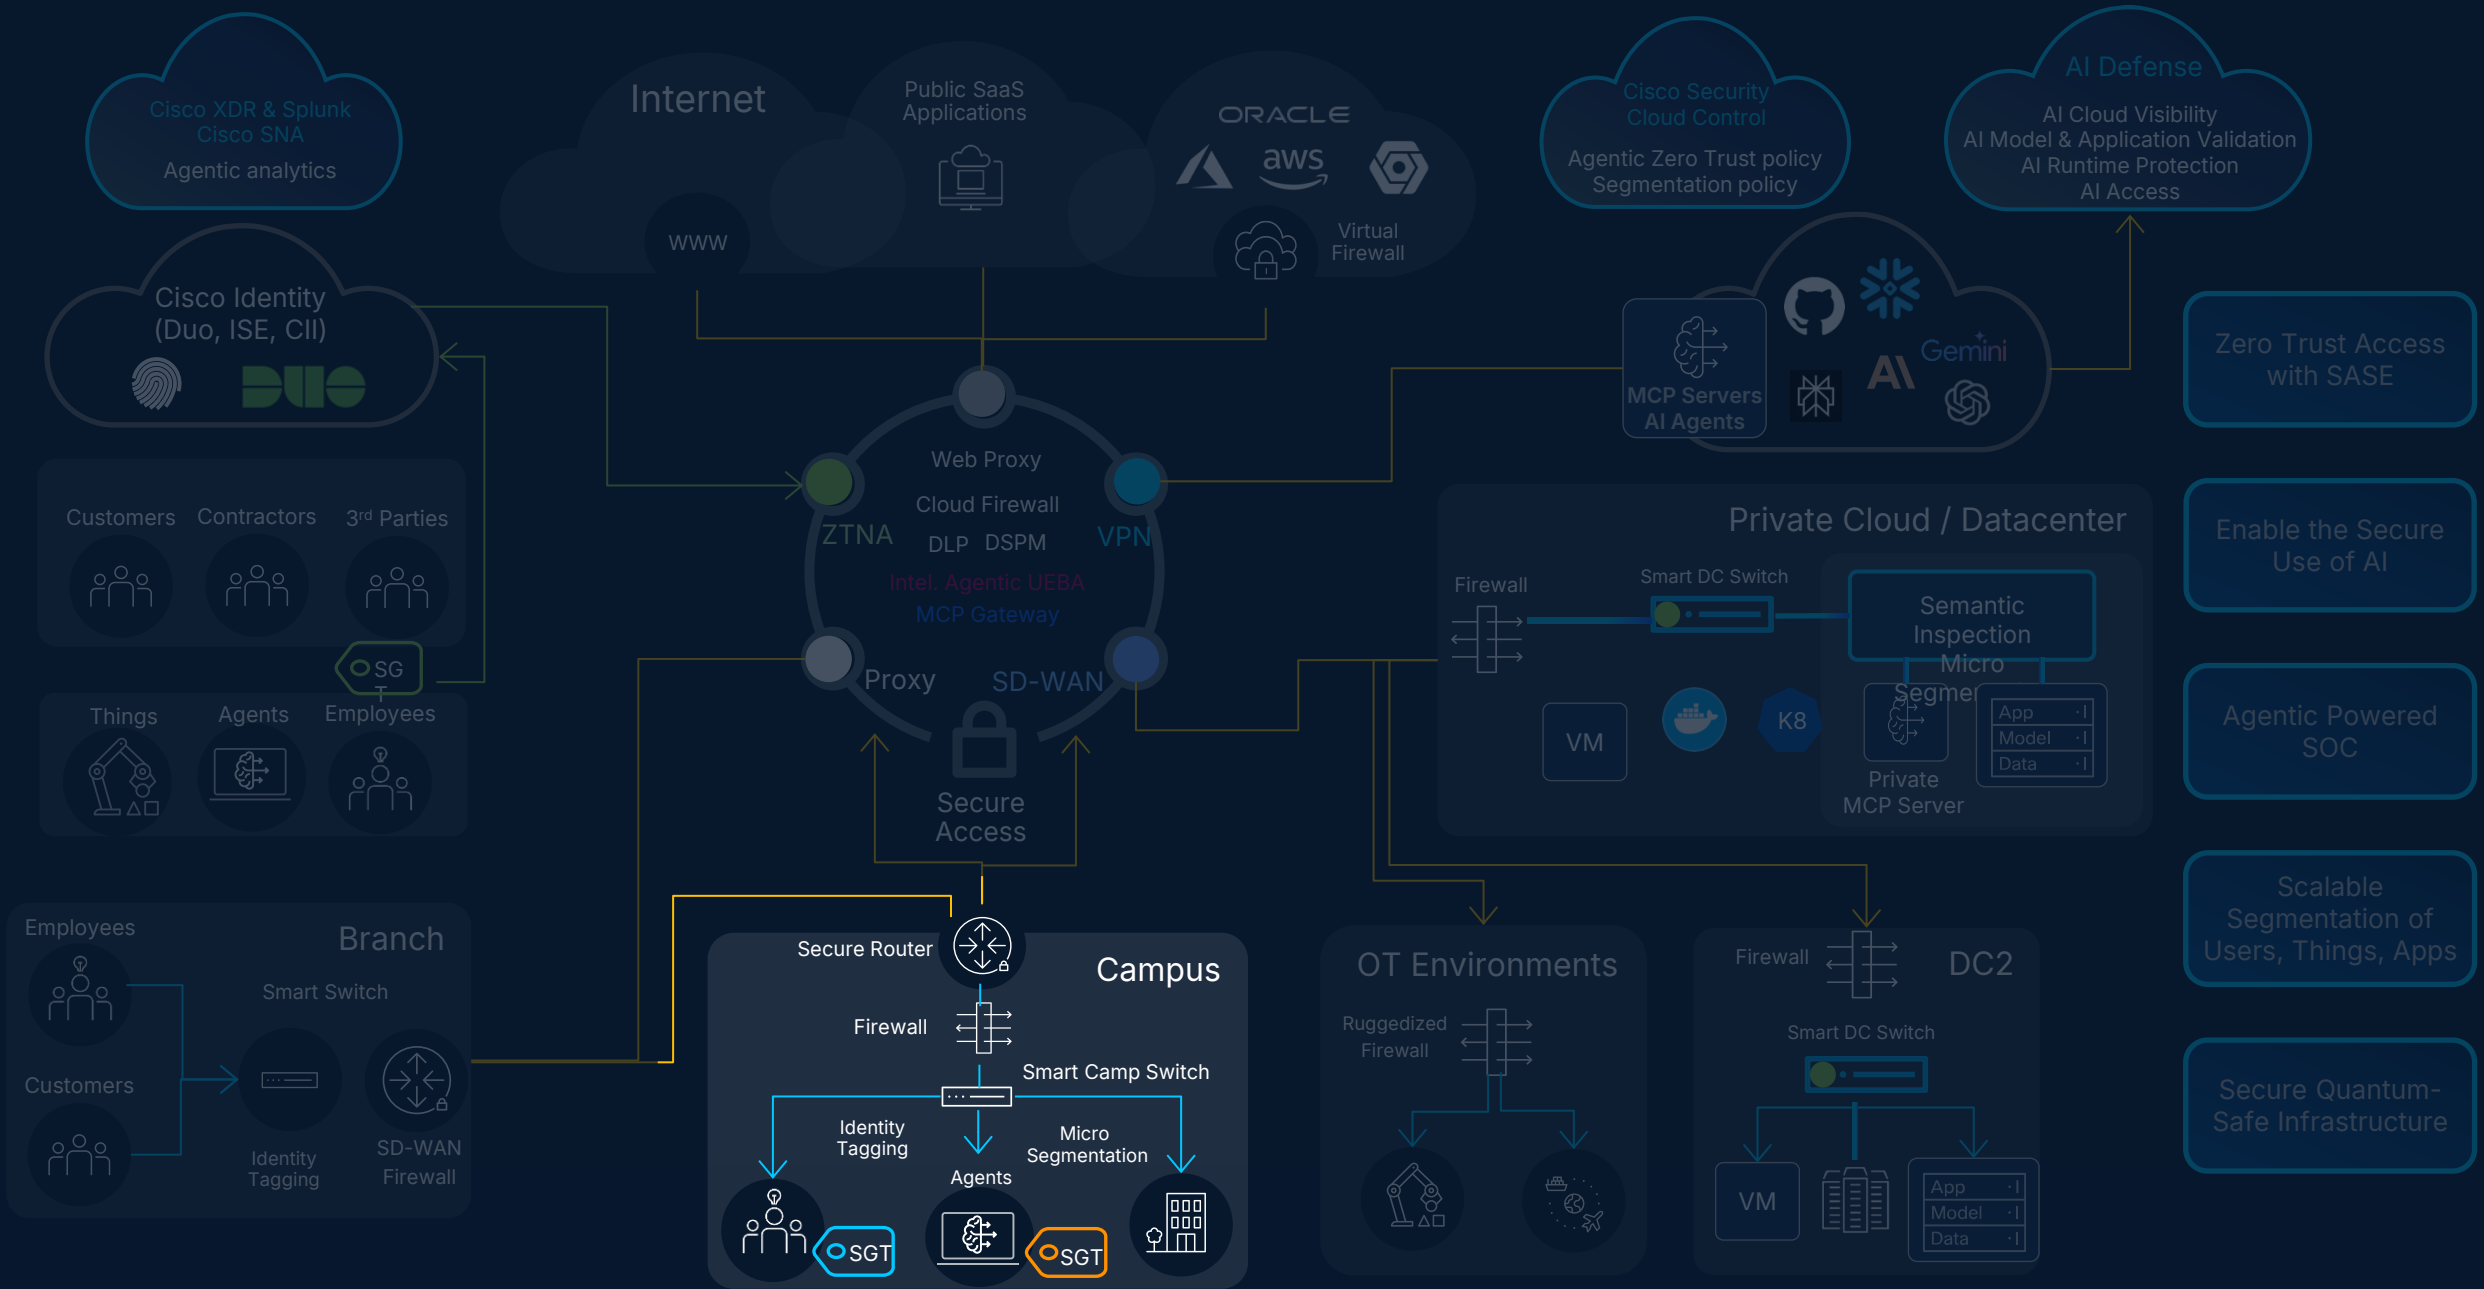 Cisco XDR & Splunk
Cisco SNA
Agentic analytics
Internet
www
Public SaaS
Applications
ORACLE
aws
Virtual
Firewall
Cisco Security
Cloud Control
Agentic Zero Trust policy
Segmentation policy
AI Defense
AI Cloud Visibility
AI Model & Application Validation
AI Runtime Protection
AI Access
Cisco Identity
(Duo, ISE, CII)
DUO
MCP Servers
AI Agents
Gemini
AI
Zero Trust Access
with SASE
Enable the Secure
Use of AI
Agentic Powered
SOC
Scalable
Segmentation of
Users, Things, Apps
Secure Quantum-
Safe Infrastructure
Customers
Contractors
3rd Parties
SG
T
Things
Agents
Employees
Web Proxy
Cloud Firewall
DLP
DSPM
Intel. Agentic UEBA
MCP Gateway
ZTNA
VPN
Proxy
SD-WAN
Secure
Access
Private Cloud / Datacenter
Firewall
Smart DC Switch
Semantic
Inspection
Micro
Segmen
VM
K8
Private
MCP Server
App
Model
Data
Branch
Employees
Smart Switch
Customers
Identity
Tagging
SD-WAN
Firewall
Campus
Secure Router
Firewall
Smart Camp Switch
Identity
Tagging
Micro
Segmentation
Agents
SGT
SGT
OT Environments
Ruggedized
Firewall
DC2
Firewall
Smart DC Switch
VM
App
Model
Data